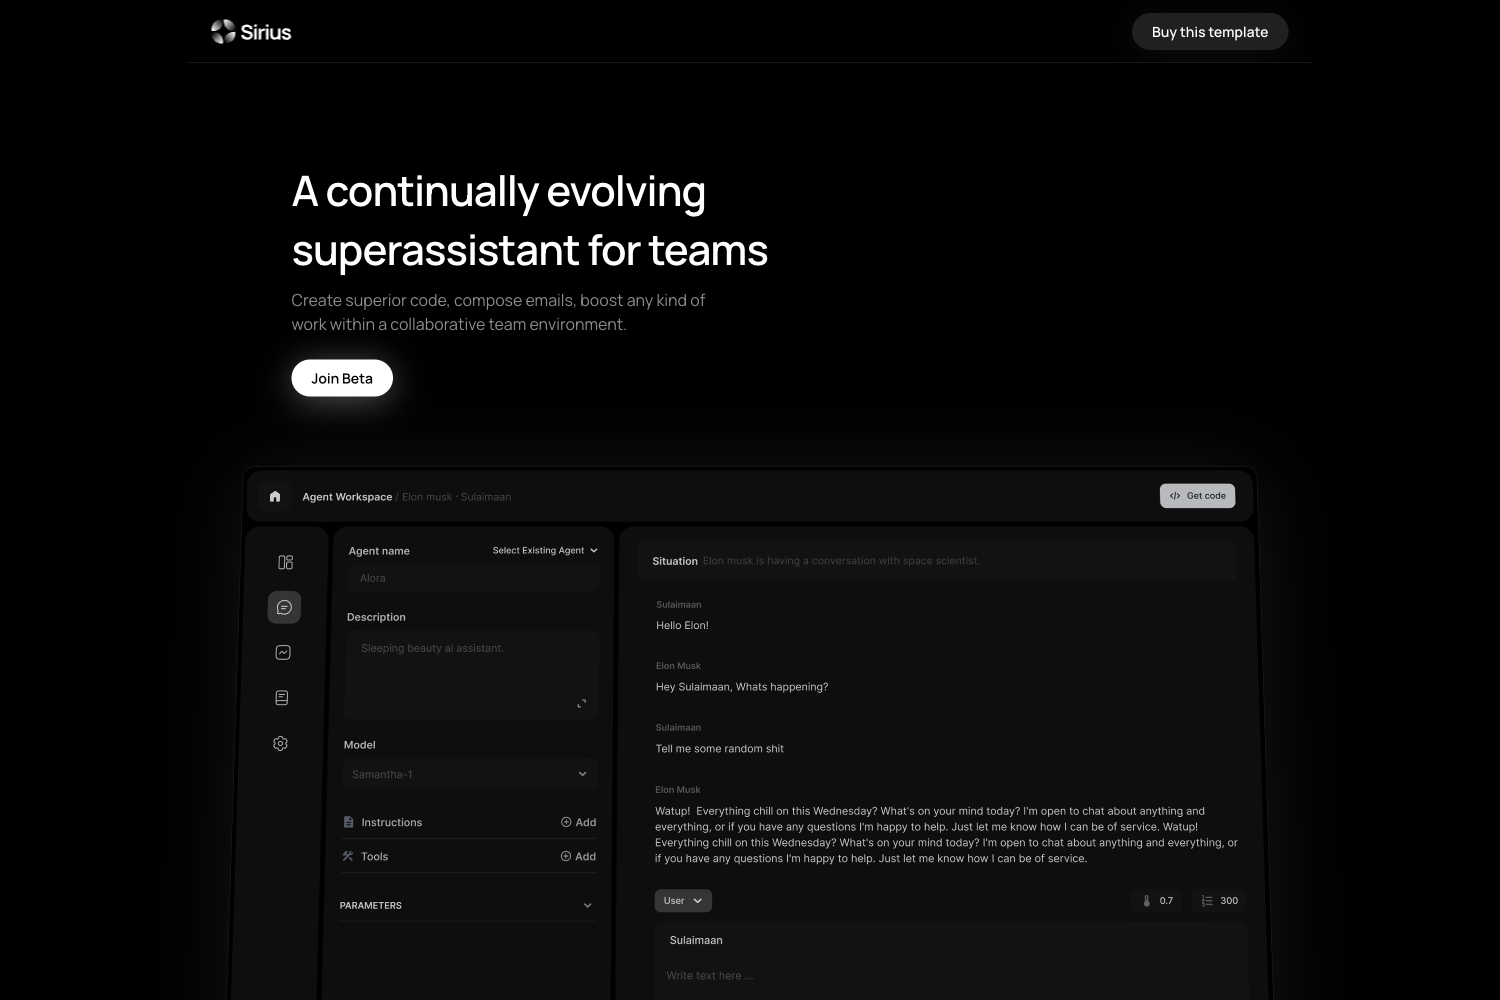 Sirius
Buy this template
A continually evolving
superassistant for teams
Create superior code, compose emails, boost any kind of
work within a collaborative team environment.
Join Beta
Agent Workspace / Elon musk - Sulaimaan
Get code
Agent name
Select Existing Agent
Alora
Description
Sleeping beauty ai assistant.
Model
Samantha-1
Instructions
Add
Tools
Add
PARAMETERS
Situation Elon musk is having a conversation with space scientist.
Sulaimaan
Hello Elon!
Elon Musk
Hey Sulaimaan, Whats happening?
Sulaimaan
Tell me some random shit
Elon Musk
Watup! Everything chill on this Wednesday? What's on your mind today? I'm open to chat about anything and
everything, or if you have any questions I'm happy to help. Just let me know how I can be of service. Watup!
Everything chill on this Wednesday? What's on your mind today? I'm open to chat about anything and everything, or
if you have any questions I'm happy to help. Just let me know how I can be of service.
User
0.7
300
Sulaimaan
Write text here ...